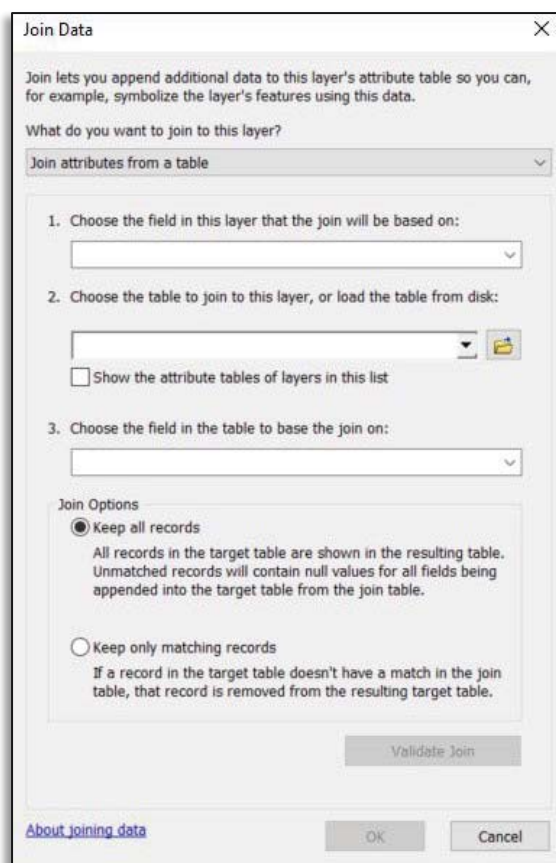 Join Data
Join lets you append additional data to this layer's attribute table so you can,
for example, symbolize the layer's features using this data.
What do you want to join to this layer?
Join attributes from a table
1. Choose the field in this layer that the join will be based on:
2. Choose the table to join to this layer, or load the table from disk:
Show the attribute tables of layers in this list
3. Choose the field in the table to base the join on:
Join Options
Keep all records
All records in the target table are shown in the resulting table.
Unmatched records will contain null values for all fields being
appended into the target table from the join table.
Keep only matching records
If a record in the target table doesn't have a match in the join
table, that record is removed from the resulting target table.
Validate Join
About joining data
OK
Cancel